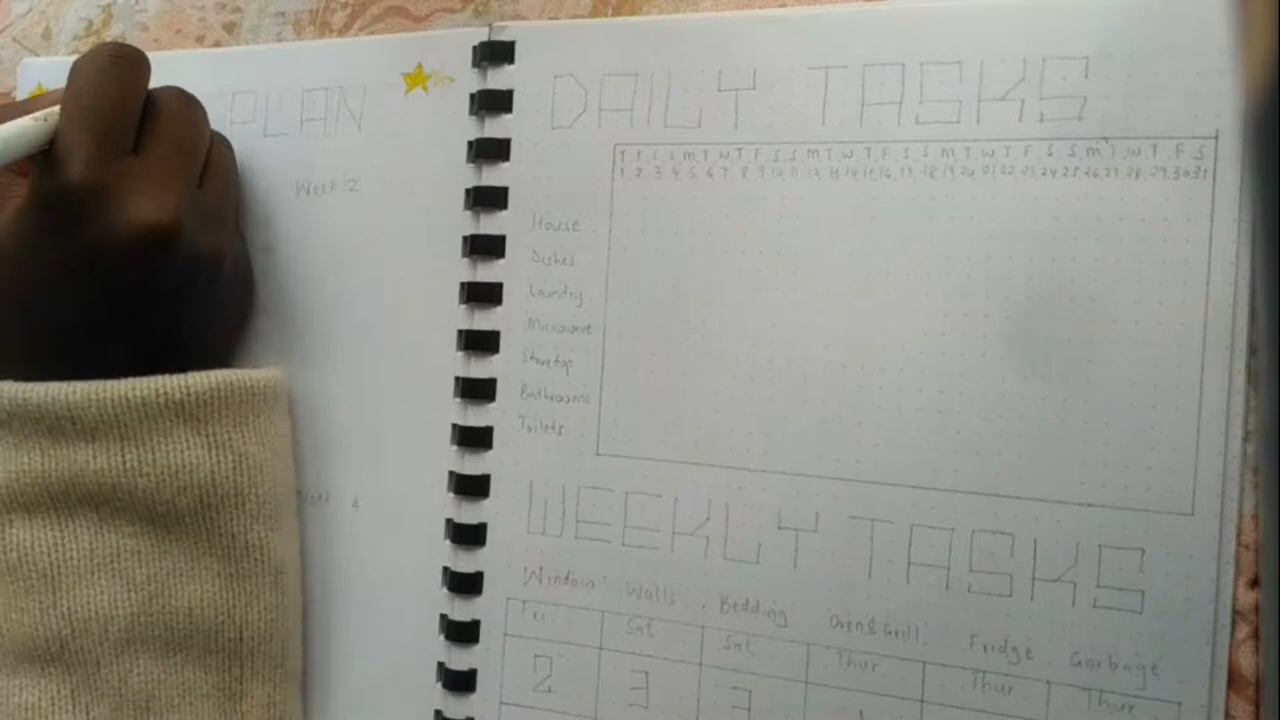 PLAN
Week 2
4
DAILY TASKS
T F S S M T W T F S S M T W T F S S M T W T F S S M T W T F S
1 2 3 4 5 6 7 8 9 10 11 12 13 14 15 16 17 18 19 20 21 22 23 24 25 26 27 28 29 30 31
House
Dishes
Laundry
Microwave
Stovetop
Bathrooms
Toilets
WEEKLY TASKS
Window Walls Bedding Oven & Grill Fridge Garbage
Fri Sat Sat Thur Thur Thur
2 3 3 1